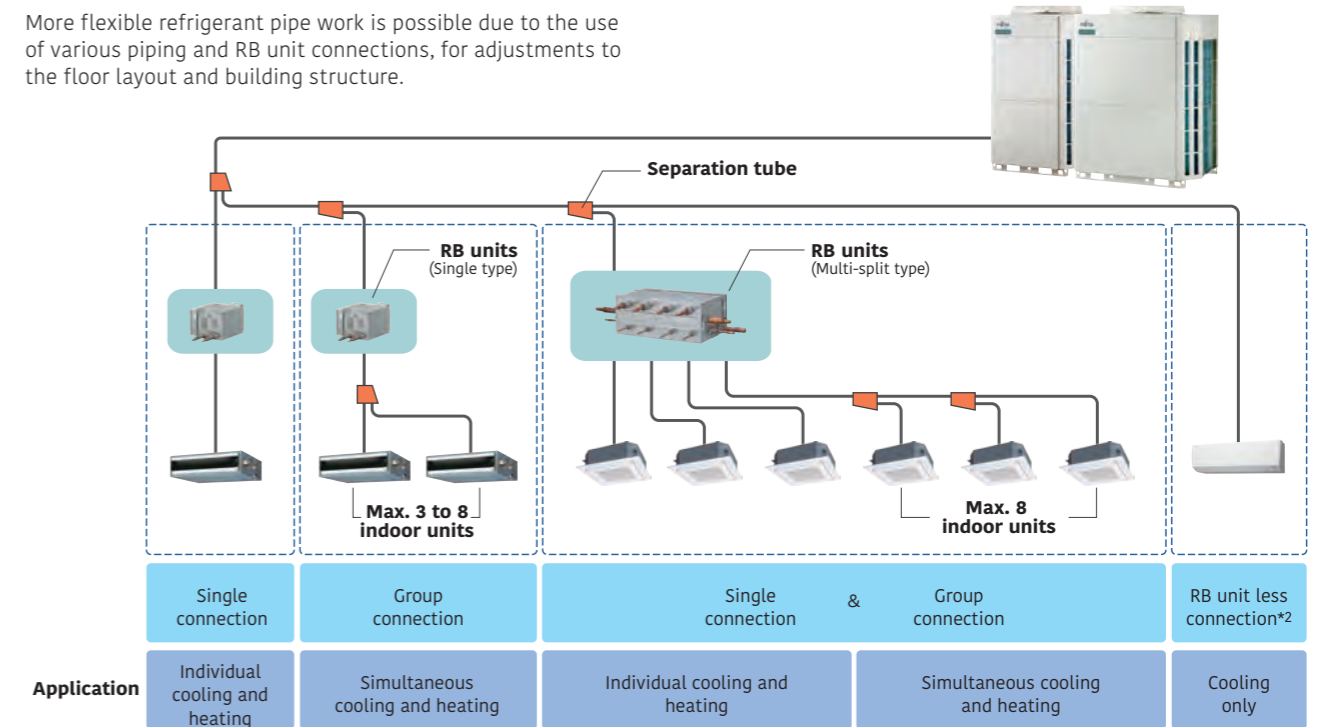 More flexible refrigerant pipe work is possible due to the use
of various piping and RB unit connections, for adjustments to
the floor layout and building structure.
Separation tube
RB units
(Single type)
RB units
(Multi-split type)
Max. 3 to 8
indoor units
Max. 8
indoor units
Single
connection
Group
connection
Single
connection
&
Group
connection
RB unit less
connection*2
Application
Individual
cooling and
heating
Simultaneous
cooling and heating
Individual cooling and
heating
Simultaneous cooling
and heating
Cooling
only